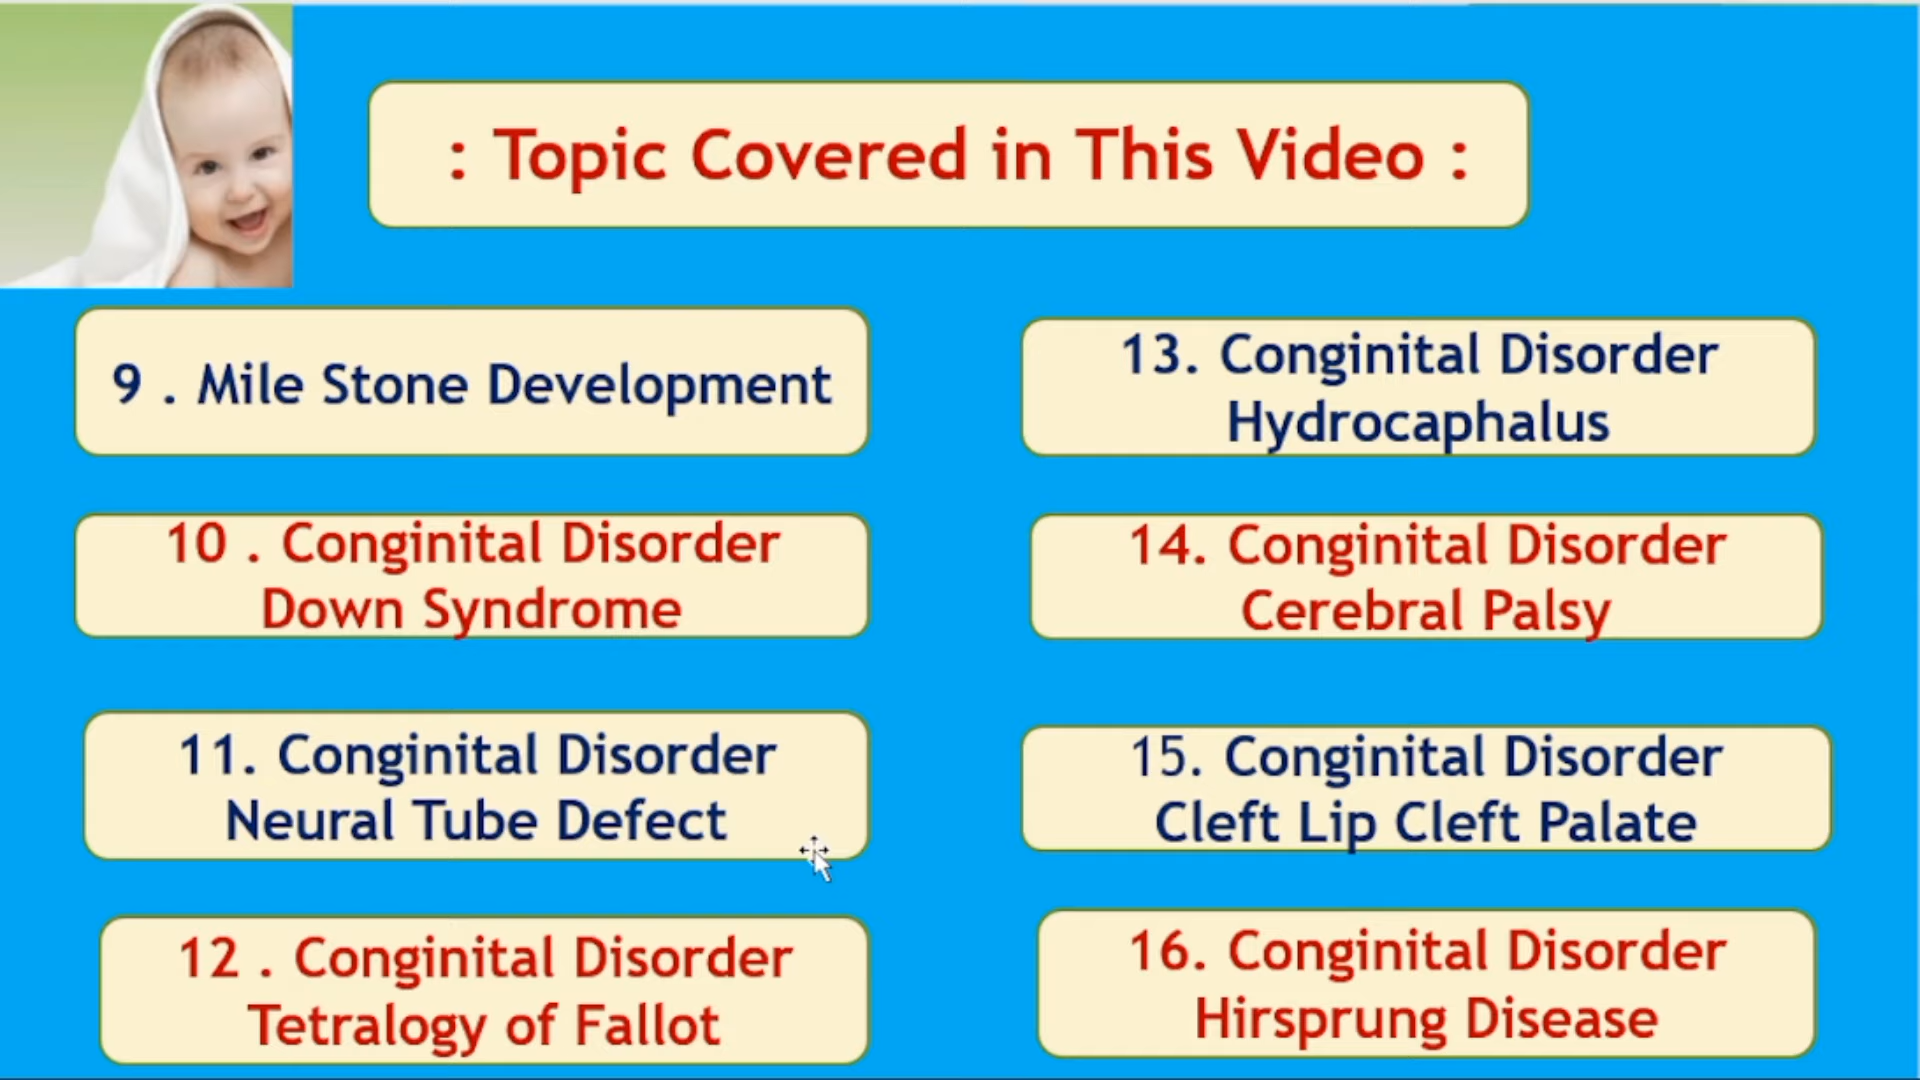 : Topic Covered in This Video :
9 . Mile Stone Development
10 . Conginital Disorder
Down Syndrome
11. Conginital Disorder
Neural Tube Defect
12 . Conginital Disorder
Tetralogy of Fallot
13. Conginital Disorder
Hydrocaphalus
14. Conginital Disorder
Cerebral Palsy
15. Conginital Disorder
Cleft Lip Cleft Palate
16. Conginital Disorder
Hirsprung Disease